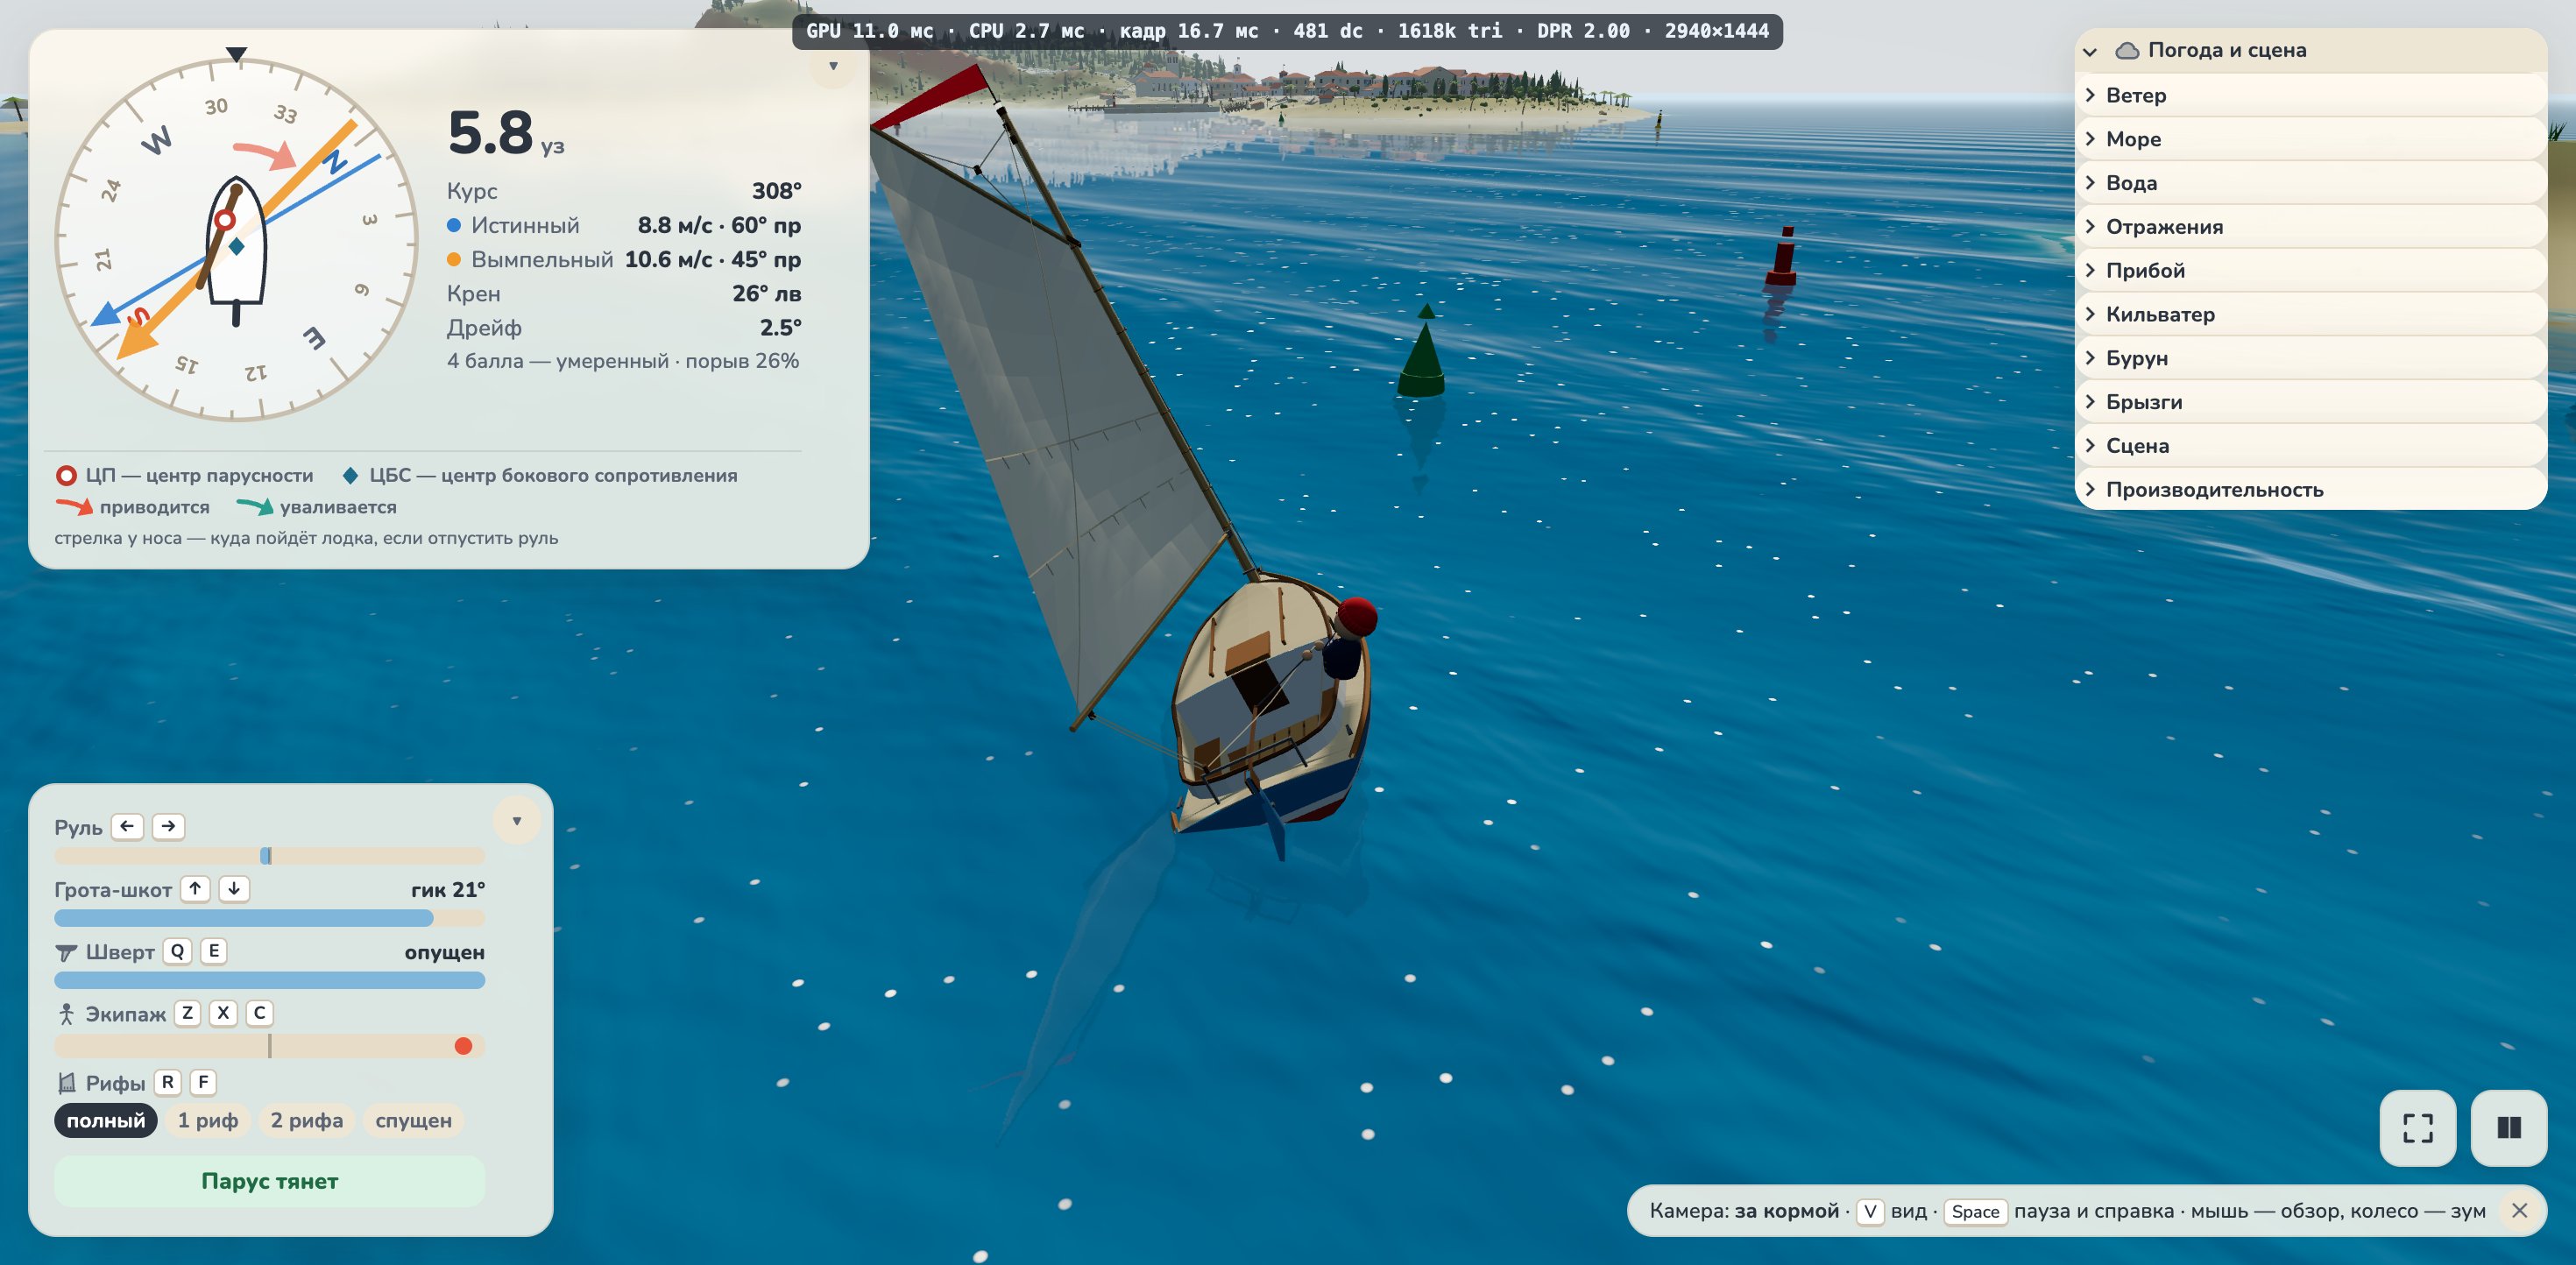 GPU 11.0 мс · CPU 2.7 мс · кадр 16.7 мс · 481 dc · 1618k tri · DPR 2.00 · 2940×1444
30
33
W
N
24
3
21
6
S
E
15
12
5.8 уз
Курс 308°
Истинный 8.8 м/с · 60° пр
Вымпельный 10.6 м/с · 45° пр
Крен 26° лв
Дрейф 2.5°
4 балла — умеренный · порыв 26%
ЦП — центр парусности ЦБС — центр бокового сопротивления
приводится уваливается
стрелка у носа — куда пойдёт лодка, если отпустить руль
Погода и сцена
Ветер
Море
Вода
Отражения
Прибой
Кильватер
Бурун
Брызги
Сцена
Производительность
Руль ← →
Грота-шкот ↑ ↓ гик 21°
Шверт Q E опущен
Экипаж Z X C
Рифы R F
полный 1 риф 2 рифа спущен
Парус тянет
Камера: за кормой · V вид · Space пауза и справка · мышь — обзор, колесо — зум